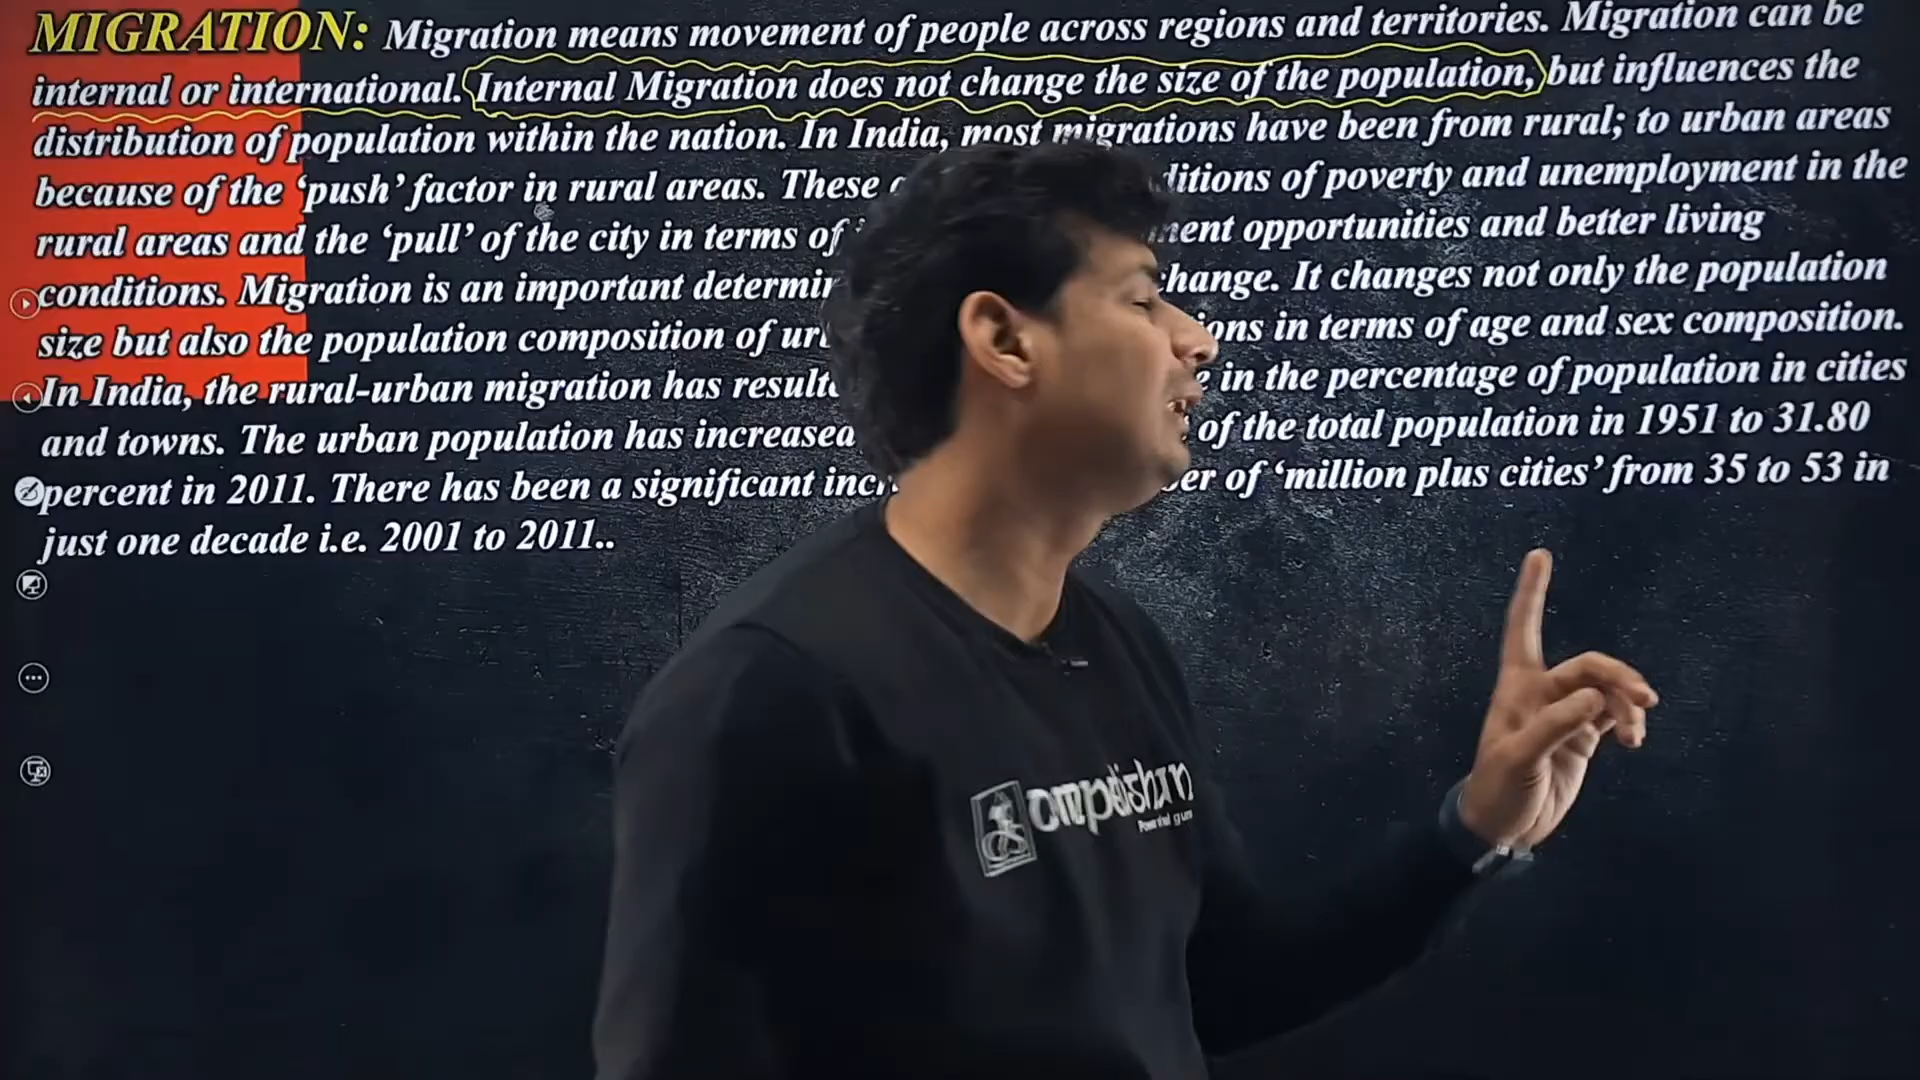 MIGRATION: Migration means movement of people across regions and territories. Migration can be
internal or international. Internal Migration does not change the size of the population, but influences the
distribution of population within the nation. In India, most migrations have been from rural; to urban areas
because of the ‘push’ factor in rural areas. These of poverty and unemployment in the
rural areas and the ‘pull’ of the city in terms of opportunities and better living
conditions. Migration is an important It changes not only the population
size but also the population composition of in terms of age and sex composition.
In India, the rural-urban migration has in the percentage of population in cities
and towns. The urban population has increased of the total population in 1951 to 31.80
percent in 2011. There has been a significant of ‘million plus cities’ from 35 to 53 in
just one decade i.e. 2001 to 2011..